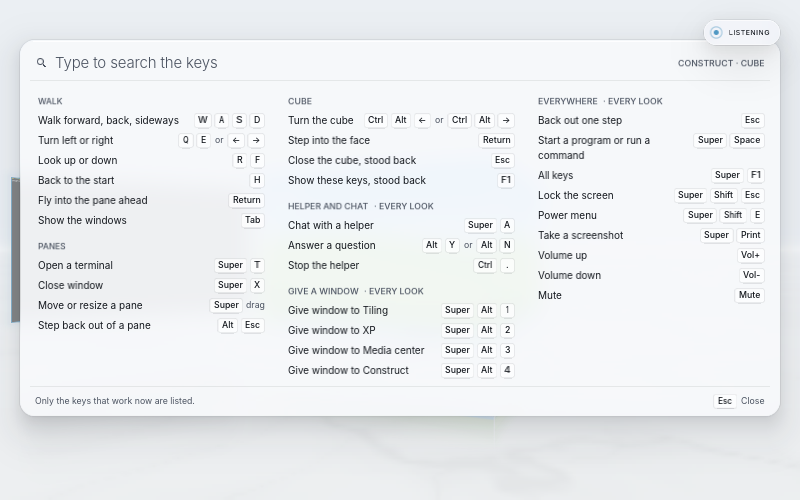 LISTENING
Type to search the keys
CONSTRUCT · CUBE
WALK
Walk forward, back, sideways W A S D
Turn left or right Q E or ← →
Look up or down R F
Back to the start H
Fly into the pane ahead Return
Show the windows Tab
PANES
Open a terminal Super T
Close window Super X
Move or resize a pane Super drag
Step back out of a pane Alt Esc
CUBE
Turn the cube Ctrl Alt ← or Ctrl Alt →
Step into the face Return
Close the cube, stood back Esc
Show these keys, stood back F1
HELPER AND CHAT · EVERY LOOK
Chat with a helper Super A
Answer a question Alt Y or Alt N
Stop the helper Ctrl .
GIVE A WINDOW · EVERY LOOK
Give window to Tiling Super Alt 1
Give window to XP Super Alt 2
Give window to Media center Super Alt 3
Give window to Construct Super Alt 4
EVERYWHERE · EVERY LOOK
Back out one step Esc
Start a program or run a Super Space
command
All keys Super F1
Lock the screen Super Shift Esc
Power menu Super Shift E
Take a screenshot Super Print
Volume up Vol+
Volume down Vol-
Mute Mute
Only the keys that work now are listed.
Esc Close